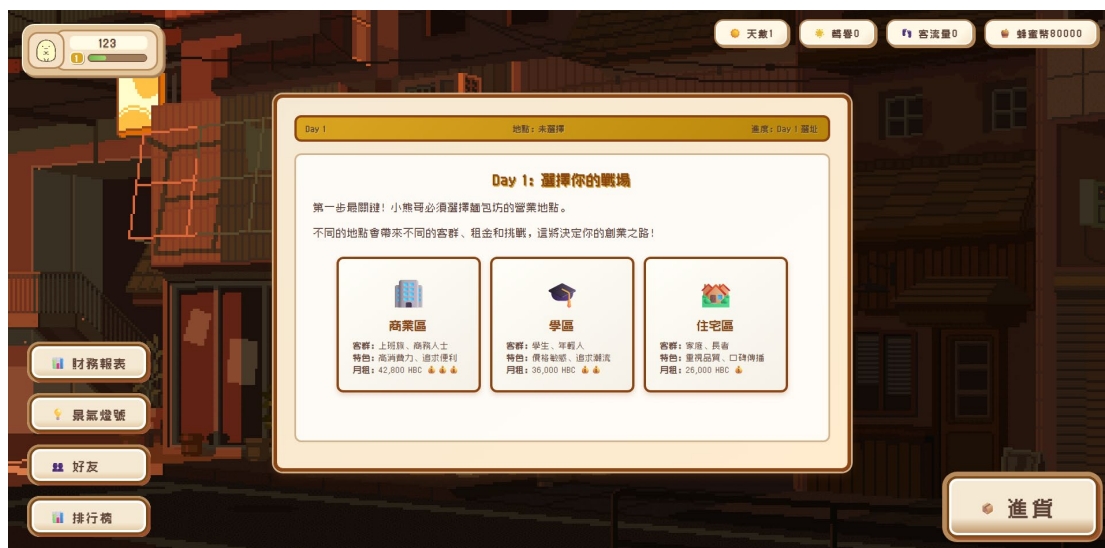 123
1
天數1
聲譽0
客流量0
蜂蜜幣80000
Day 1
地點：未選擇
進度：Day 1 選址
Day 1: 選擇你的戰場
第一步最關鍵！小熊哥必須選擇麵包坊的營業地點。
不同的地點會帶來不同的客群、租金和挑戰，這將決定你的創業之路！
商業區
客群：上班族、商務人士
特色：高消費力、追求便利
月租：42,800 HBC
學區
客群：學生、年輕人
特色：價格敏感、追求潮流
月租：36,000 HBC
住宅區
客群：家庭、長者
特色：重視品質、口碑傳播
月租：26,000 HBC
財務報表
景氣燈號
好友
排行榜
進貨